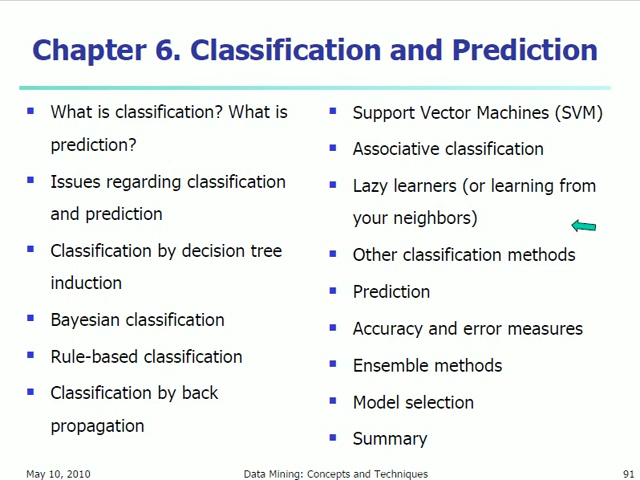 Chapter 6. Classification and Prediction
What is classification? What is
prediction?
Issues regarding classification
and prediction
Classification by decision tree
induction
Bayesian classification
Rule-based classification
Classification by back
propagation
Support Vector Machines (SVM)
Associative classification
Lazy learners (or learning from
your neighbors)
Other classification methods
Prediction
Accuracy and error measures
Ensemble methods
Model selection
Summary
May 10, 2010
Data Mining: Concepts and Techniques
91